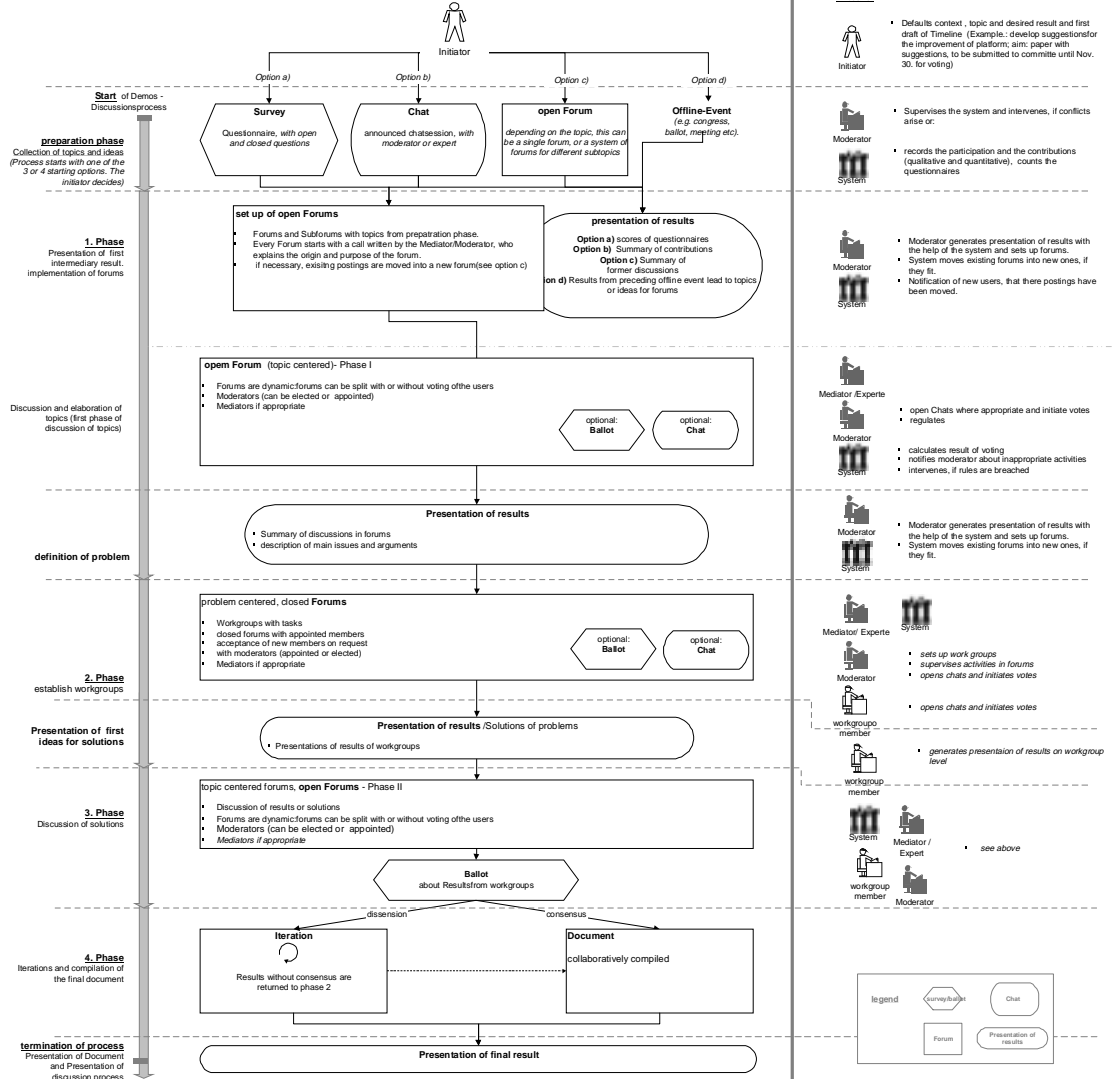 Initiator
Option a)
Option b)
Option c)
Option d)
Start of Demos -
Discussionsprocess
Survey
Questionnaire, with open
and closed questions
Chat
announced chatsession, with
moderator or expert
open Forum
depending on the topic, this can
be a single forum, or a system of
forums for different subtopics
Offline-Event
(e.g. congress,
ballot, meeting etc).
preparation phase
Collection of topics and ideas
(Process starts with one of the
3 or 4 starting options. The
initiator decides)
set up of open Forums
Forums and Subforums with topics from prepatration phase.
Every Forum starts with a call written by the Mediator/Moderator, who
explains the origin and purpose of the forum.
if necessary, exisitng postings are moved into a new forum(see option c)
presentation of results
Option a) scores of questionnaires
Option b) Summary of contributions
Option c) Summary of
former discussions
ion d) Results from preceding offline event lead to topics
or ideas for forums
1. Phase
Presentation of first
intermediary result.
implementation of forums
opem Forum (topic centered)- Phase I
Forums are dynamic:forums can be split with or without voting ofthe users
Moderators (can be elected or appointed)
Mediators if appropriate
optional:
Ballot
optional:
Chat
Discussion and elaboration of
topics (first phase of
discussion of topics)
Presentation of results
Summary of discussions in forums
description of main issues and arguments
definition of problem
problem centered, closed Forums
Workgroups with tasks
closed forums with appointed members
acceptance of new members on request
with moderators (appointed or elected)
Mediators if appropriate
optional:
Ballot
optional:
Chat
2. Phase
establish workgroups
Presentation of results /Solutions of problems
Presentations of results of workgroups
Presentation of first
ideas for solutions
topic centered forums, open Forums - Phase II
Discussion of results or solutions
Forums are dynamic:forums can be split with or without voting ofthe users
Moderators (can be elected or appointed)
Mediators if appropriate
3. Phase
Discussion of solutions
Ballot
about Resultsfrom workgroups
dissension
consensus
Iteration
Results without consensus are
returned to phase 2
Document
collaboratively compiled
4. Phase
Iterations and compilation of
the final document
Presentation of final result
termination of process
Presentation of Document
and Presentation of
discussion process
Initiator
Defaults context , topic and desired result and first
draft of Timeline (Example.: develop suggestionsfor
the improvement of platform; aim: paper with
suggestions, to be submitted to committe until Nov.
30. for voting)
Moderator
Supervises the system and intervenes, if conflicts
arise or:
System
records the participation and the contributions
(qualitative and quantitative), counts the
questionnaires
Moderator
System
Moderator generates presentation of results with
the help of the system and sets up forums.
System moves existing forums into new ones, if
they fit.
Notification of new users, that there postings have
been moved.
Mediator /Experte
Moderator
open Chats where appropriate and initiate votes
regulates
System
calculates result of voting
notifies moderator about inappropriate activities
intervenes, if rules are breached
Moderator
System
Moderator generates presentation of results with
the help of the system and sets up forums.
System moves existing forums into new ones, if
they fit.
Mediator/ Experte
System
Moderator
sets up work groups
supervises activities in forums
opens chats and initiates votes
workgroupo
member
opens chats and initiates votes
workgroup
member
generates presentaion of results on workgroup
level
System
Mediator /
Expert
workgroup
member
Moderator
see above
legend
survey/ballot
Chat
Forum
Presentation of
results